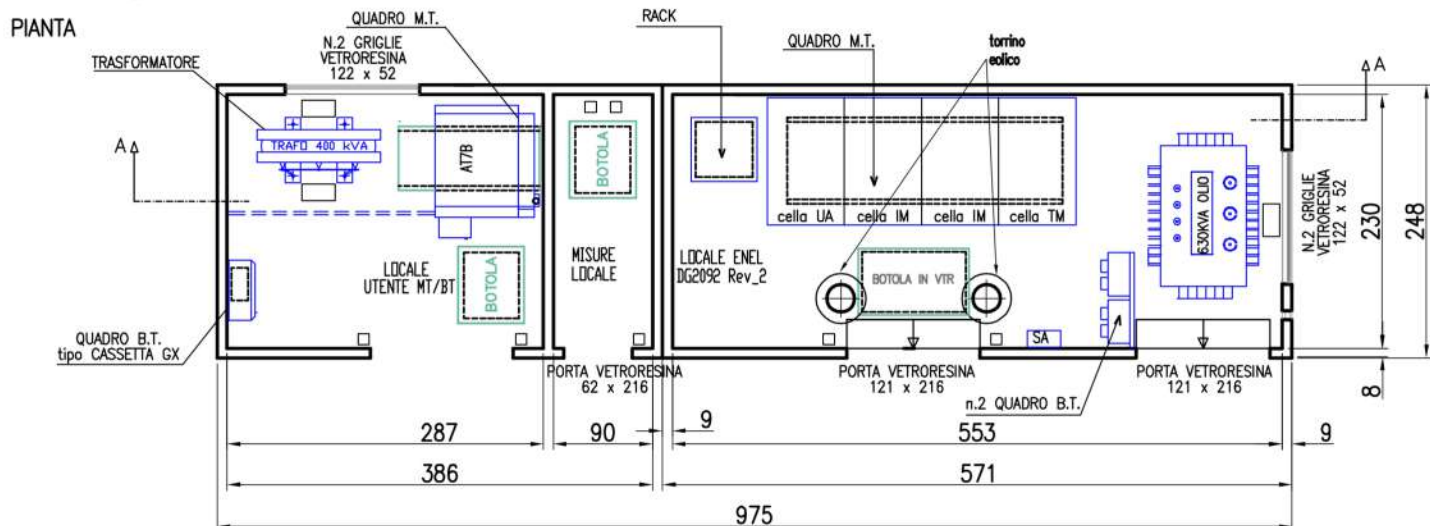 PIANTA
QUADRO M.T.
RACK
N.2 GRIGLIE
VETRORESINA
122 x 52
QUADRO M.T.
torrino
eolico
TRASFORMATORE
A
A
TRAFO 400 kVA
AT7B
BOTOLA
cella UA
cella IM
cella IM
cella TM
630KVA OLIO
N.2 GRIGLIE
VETRORESINA
122 x 52
230
248
LOCALE
UTENTE MT/BT
BOTOLA
MISURE
LOCALE
LOCALE ENEL
DG2092 Rev_2
BOTOLA IN VTR
SA
QUADRO B.T.
tipo CASSETTA GX
PORTA VETRORESINA
62 x 216
PORTA VETRORESINA
121 x 216
PORTA VETRORESINA
121 x 216
8
n.2 QUADRO B.T.
287
90
9
553
9
386
571
975